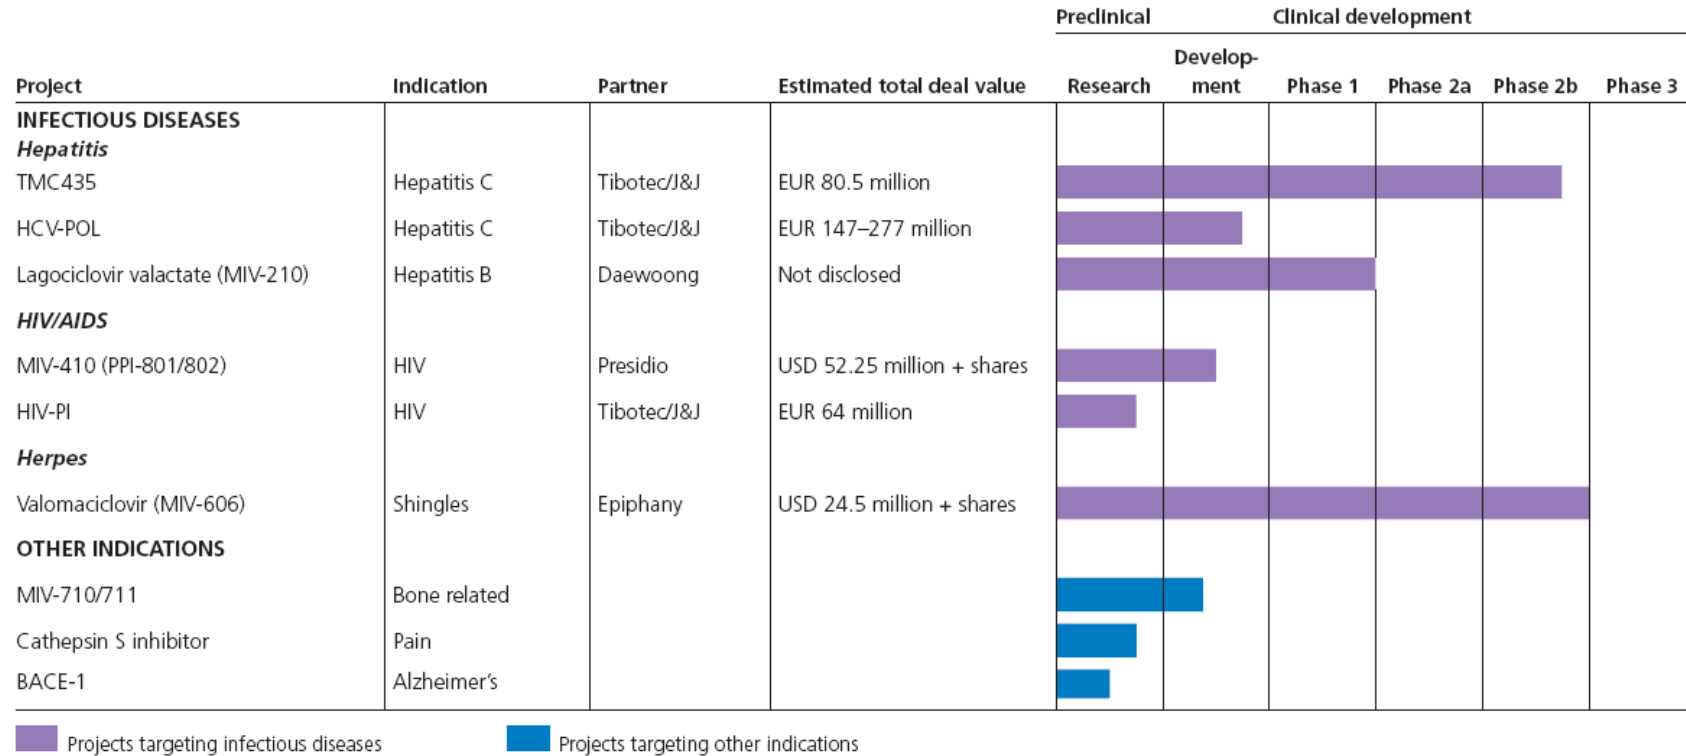 Preclinical Clinical development
Project Indication Partner Estimated total deal value Research Develop-
ment Phase 1 Phase 2a Phase 2b Phase 3
INFECTIOUS DISEASES
Hepatitis
TMC435 Hepatitis C Tibotec/J&J EUR 80.5 million
HCV-POL Hepatitis C Tibotec/J&J EUR 147–277 million
Lagociclovir valactate (MIV-210) Hepatitis B Daewoong Not disclosed
HIV/AIDS
MIV-410 (PPI-801/802) HIV Presidio USD 52.25 million + shares
HIV-PI HIV Tibotec/J&J EUR 64 million
Herpes
Valomaciclovir (MIV-606) Shingles Epiphany USD 24.5 million + shares
OTHER INDICATIONS
MIV-710/711 Bone related
Cathepsin S inhibitor Pain
BACE-1 Alzheimer’s
Projects targeting infectious diseases Projects targeting other indications